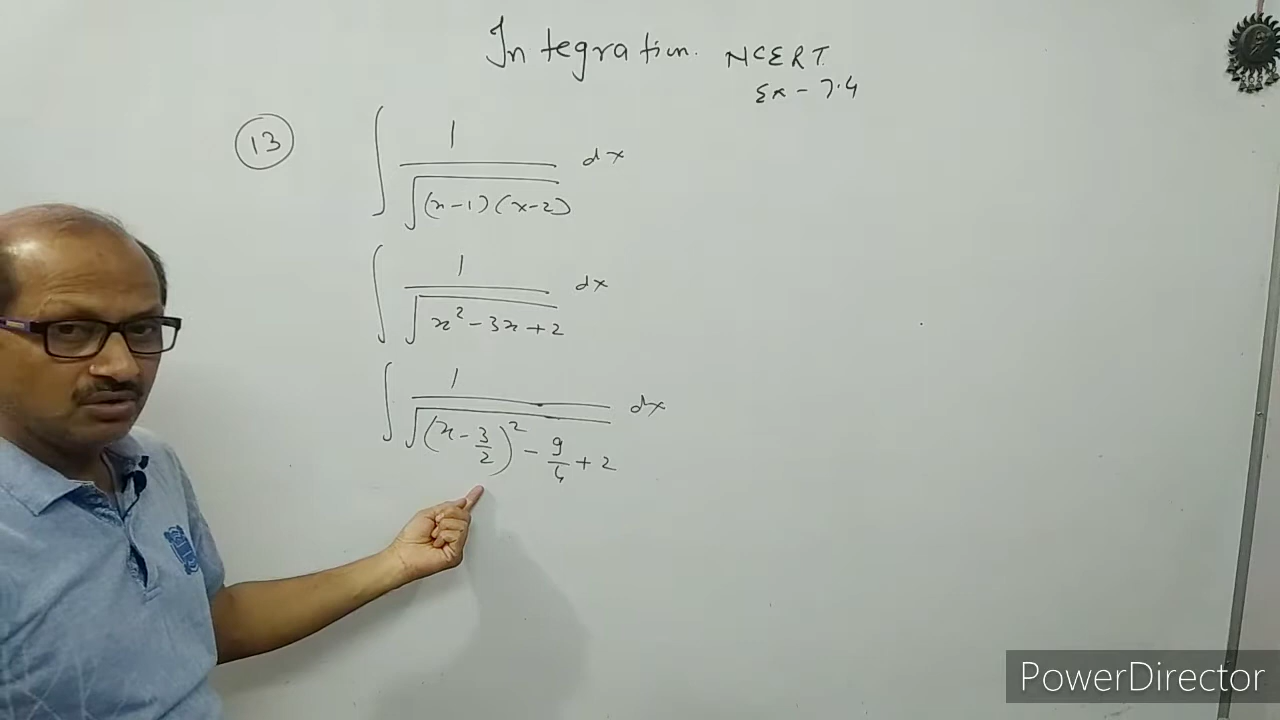 Integration. NCERT
Ex - 7.4
13 ∫ 1/√((x-1)(x-2)) dx
∫ 1/√(x² - 3x + 2) dx
∫ 1/√((x - 3/2)² - 9/4 + 2) dx
PowerDirector